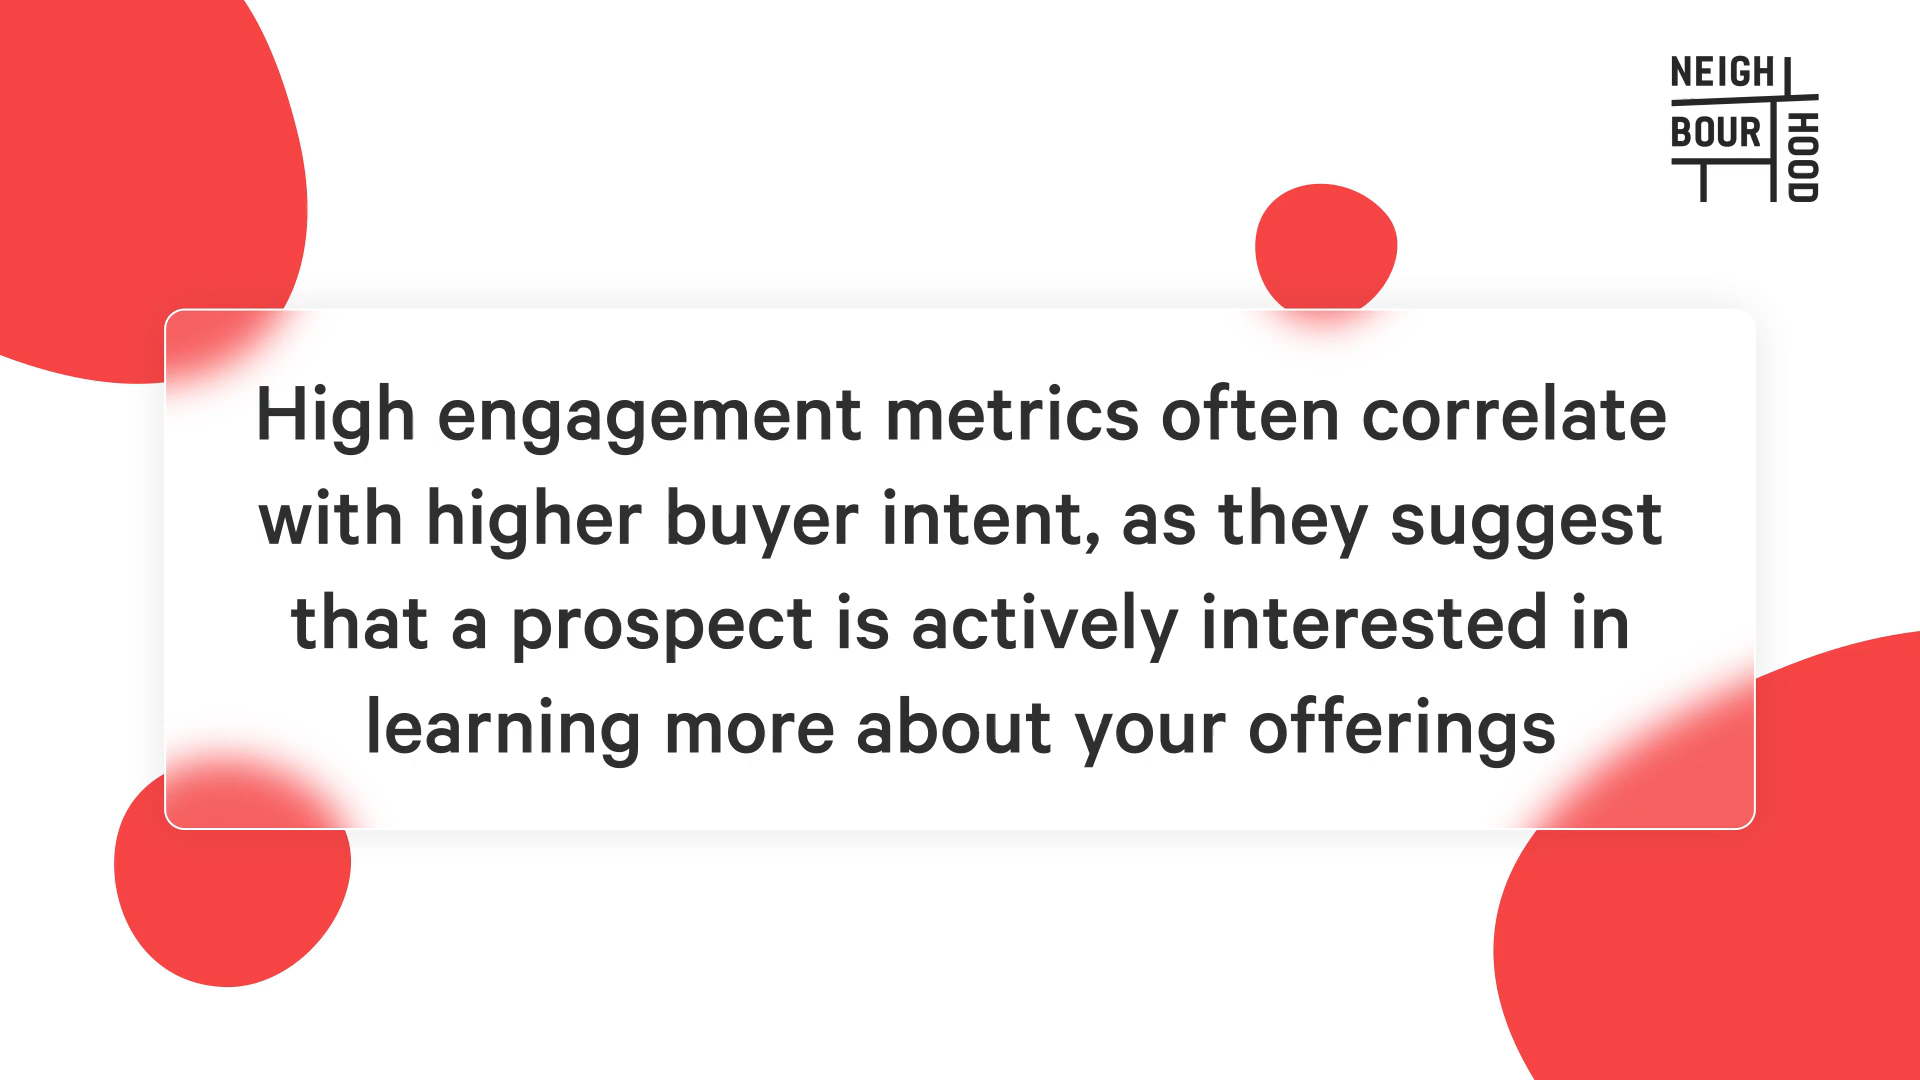 NEIGH
BOUR
HOOD
High engagement metrics often correlate
with higher buyer intent, as they suggest
that a prospect is actively interested in
learning more about your offerings